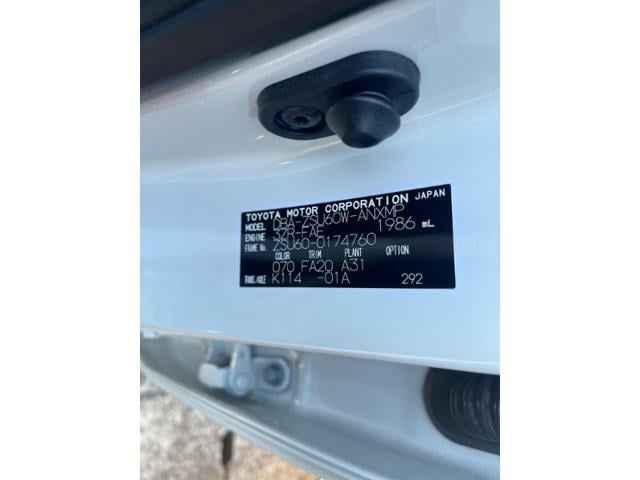 TOYOTA MOTOR CORPORATION JAPAN
MODEL DBA-ZSU60W-ANXMP
ENGINE 3ZR-FAE 1986 mL
FRAME No. ZSU60-0174760
COLOR TRIM PLANT OPTION
070 FA20 A31
TRANS./AXLE K114 -01A 292